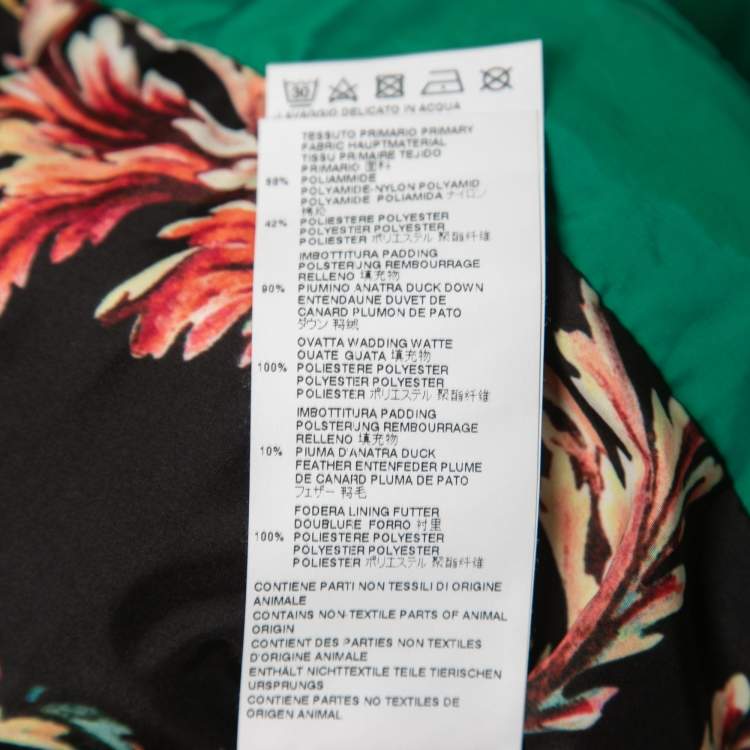 30
LAVAGGIO DELICATO IN ACQUA
TESSUTO PRIMARIO PRIMARY
FABRIC HAUPTMATERIAL
TISSU PRIMAIRE TEJIDO
PRIMARIO 面料
58% POLIAMMIDE
POLYAMIDE-NYLON POLYAMID
POLYAMIDE POLIAMIDA ナイロン
锦纶
42% POLIESTERE POLYESTER
POLYESTER POLYESTER
POLIESTER ポリエステル 聚酯纤维
IMBOTTITURA PADDING
POLSTERUNG REMBOURRAGE
RELLENO 填充物
90% PIUMINO ANATRA DUCK DOWN
ENTENDAUNE DUVET DE
CANARD PLUMON DE PATO
ダウン 鸭绒
OVATTA WADDING WATTE
OUATE GUATA 填充物
100% POLIESTERE POLYESTER
POLYESTER POLYESTER
POLIESTER ポリエステル 聚酯纤维
IMBOTTITURA PADDING
POLSTERUNG REMBOURRAGE
RELLENO 填充物
10% PIUMA D'ANATRA DUCK
FEATHER ENTENFEDER PLUME
DE CANARD PLUMA DE PATO
フェザー 鸭毛
FODERA LINING FUTTER
DOUBLURE FORRO 衬里
100% POLIESTERE POLYESTER
POLYESTER POLYESTER
POLIESTER ポリエステル 聚酯纤维
CONTIENE PARTI NON TESSILI DI ORIGINE
ANIMALE
CONTAINS NON-TEXTILE PARTS OF ANIMAL
ORIGIN
CONTIENT DES PARTIES NON TEXTILES
D'ORIGINE ANIMALE
ENTHÄLT NICHTTEXTILE TEILE TIERISCHEN
URSPRUNGS
CONTIENE PARTES NO TEXTILES DE
ORIGEN ANIMAL